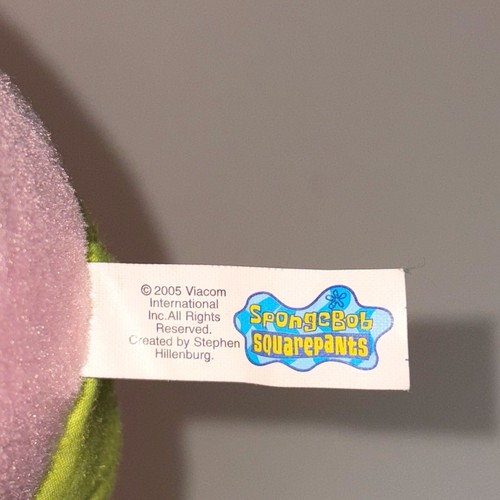 © 2005 Viacom
International
Inc.All Rights
Reserved.
Created by Stephen
Hillenburg.
SpongeBob
SQUAREPANTS